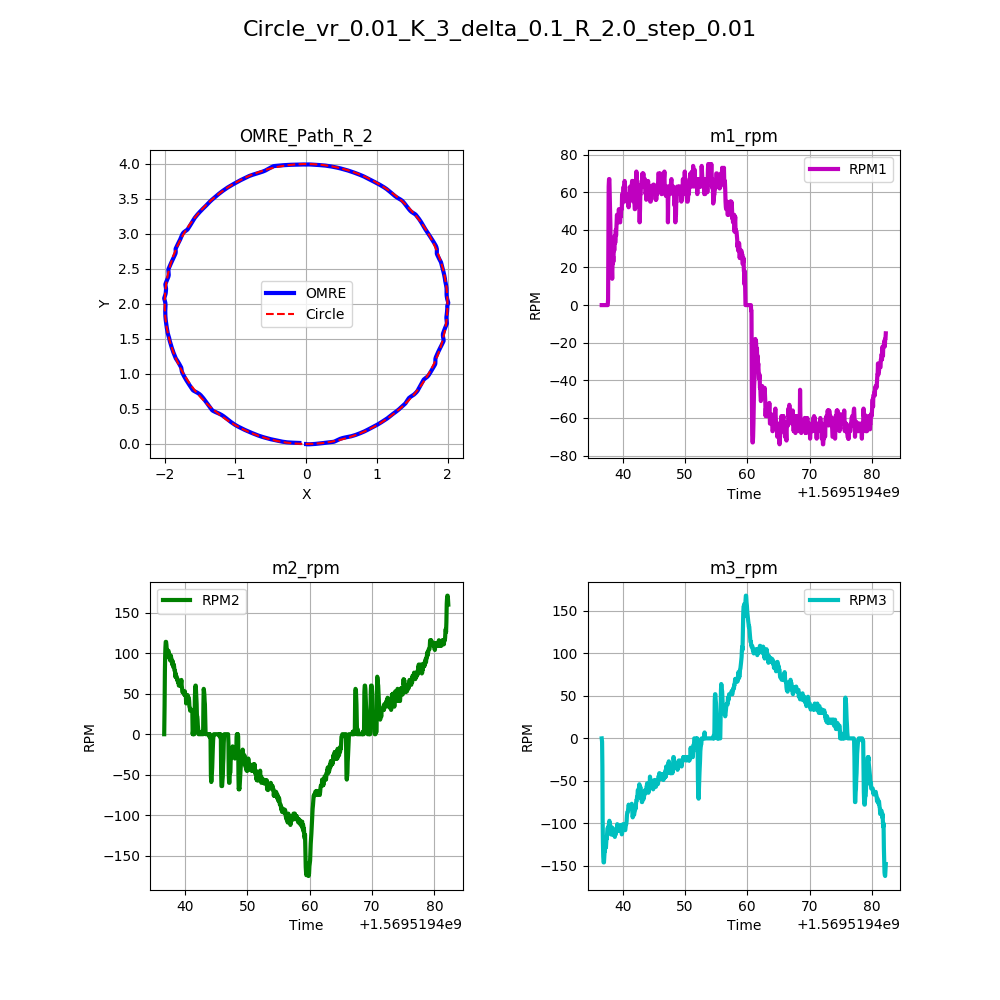 Circle_vr_0.01_K_3_delta_0.1_R_2.0_step_0.01
OMRE_Path_R_2
4.0
3.5
3.0
2.5
2.0
1.5
1.0
0.5
0.0
Y
OMRE
Circle
−2 −1 0 1 2
X
m1_rpm
80
60
40
20
0
−20
−40
−60
−80
RPM
RPM1
40 50 60 70 80
Time
+1.5695194e9
m2_rpm
150
100
50
0
−50
−100
−150
RPM
RPM2
40 50 60 70 80
Time
+1.5695194e9
m3_rpm
150
100
50
0
−50
−100
−150
RPM
RPM3
40 50 60 70 80
Time
+1.5695194e9